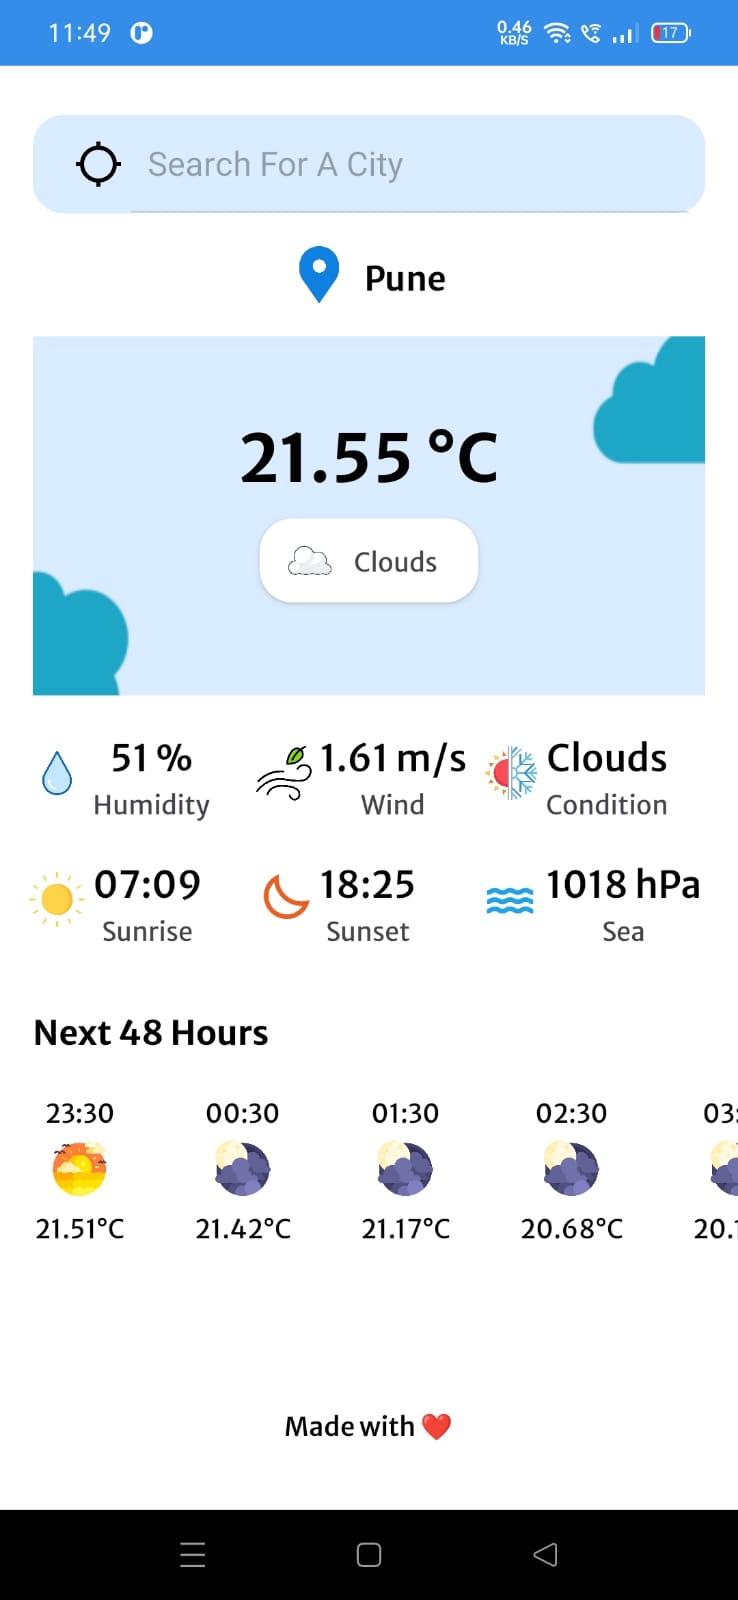 11:49
0.46
KB/S
17
Search For A City
Pune
21.55 °C
Clouds
51 % 1.61 m/s Clouds
Humidity Wind Condition
07:09 18:25 1018 hPa
Sunrise Sunset Sea
Next 48 Hours
23:30 00:30 01:30 02:30 03:
21.51°C 21.42°C 21.17°C 20.68°C 20.
Made with ❤️